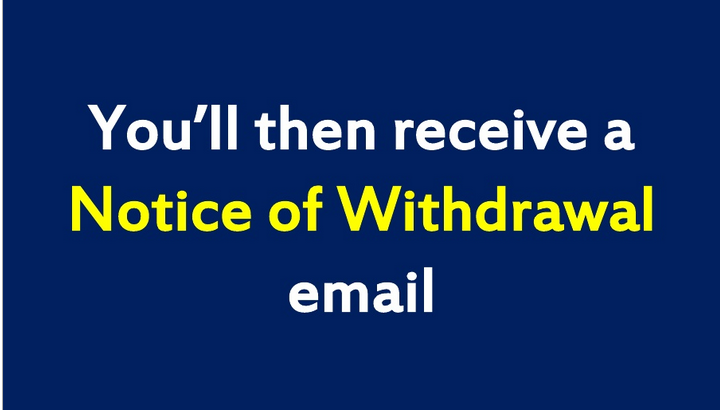 You’ll then receive a
Notice of Withdrawal
email